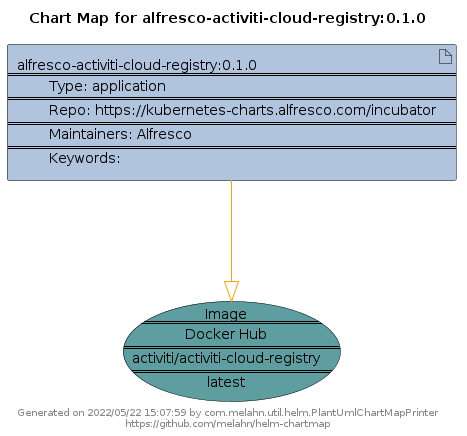 Chart Map for alfresco-activiti-cloud-registry:0.1.0
alfresco-activiti-cloud-registry:0.1.0
Type: application
Repo: https://kubernetes-charts.alfresco.com/incubator
Maintainers: Alfresco
Keywords:
Image
Docker Hub
activiti/activiti-cloud-registry
latest
Generated on 2022/05/22 15:07:59 by com.melahn.util.helm.PlantUmlChartMapPrinter
https://github.com/melahn/helm-chartmap